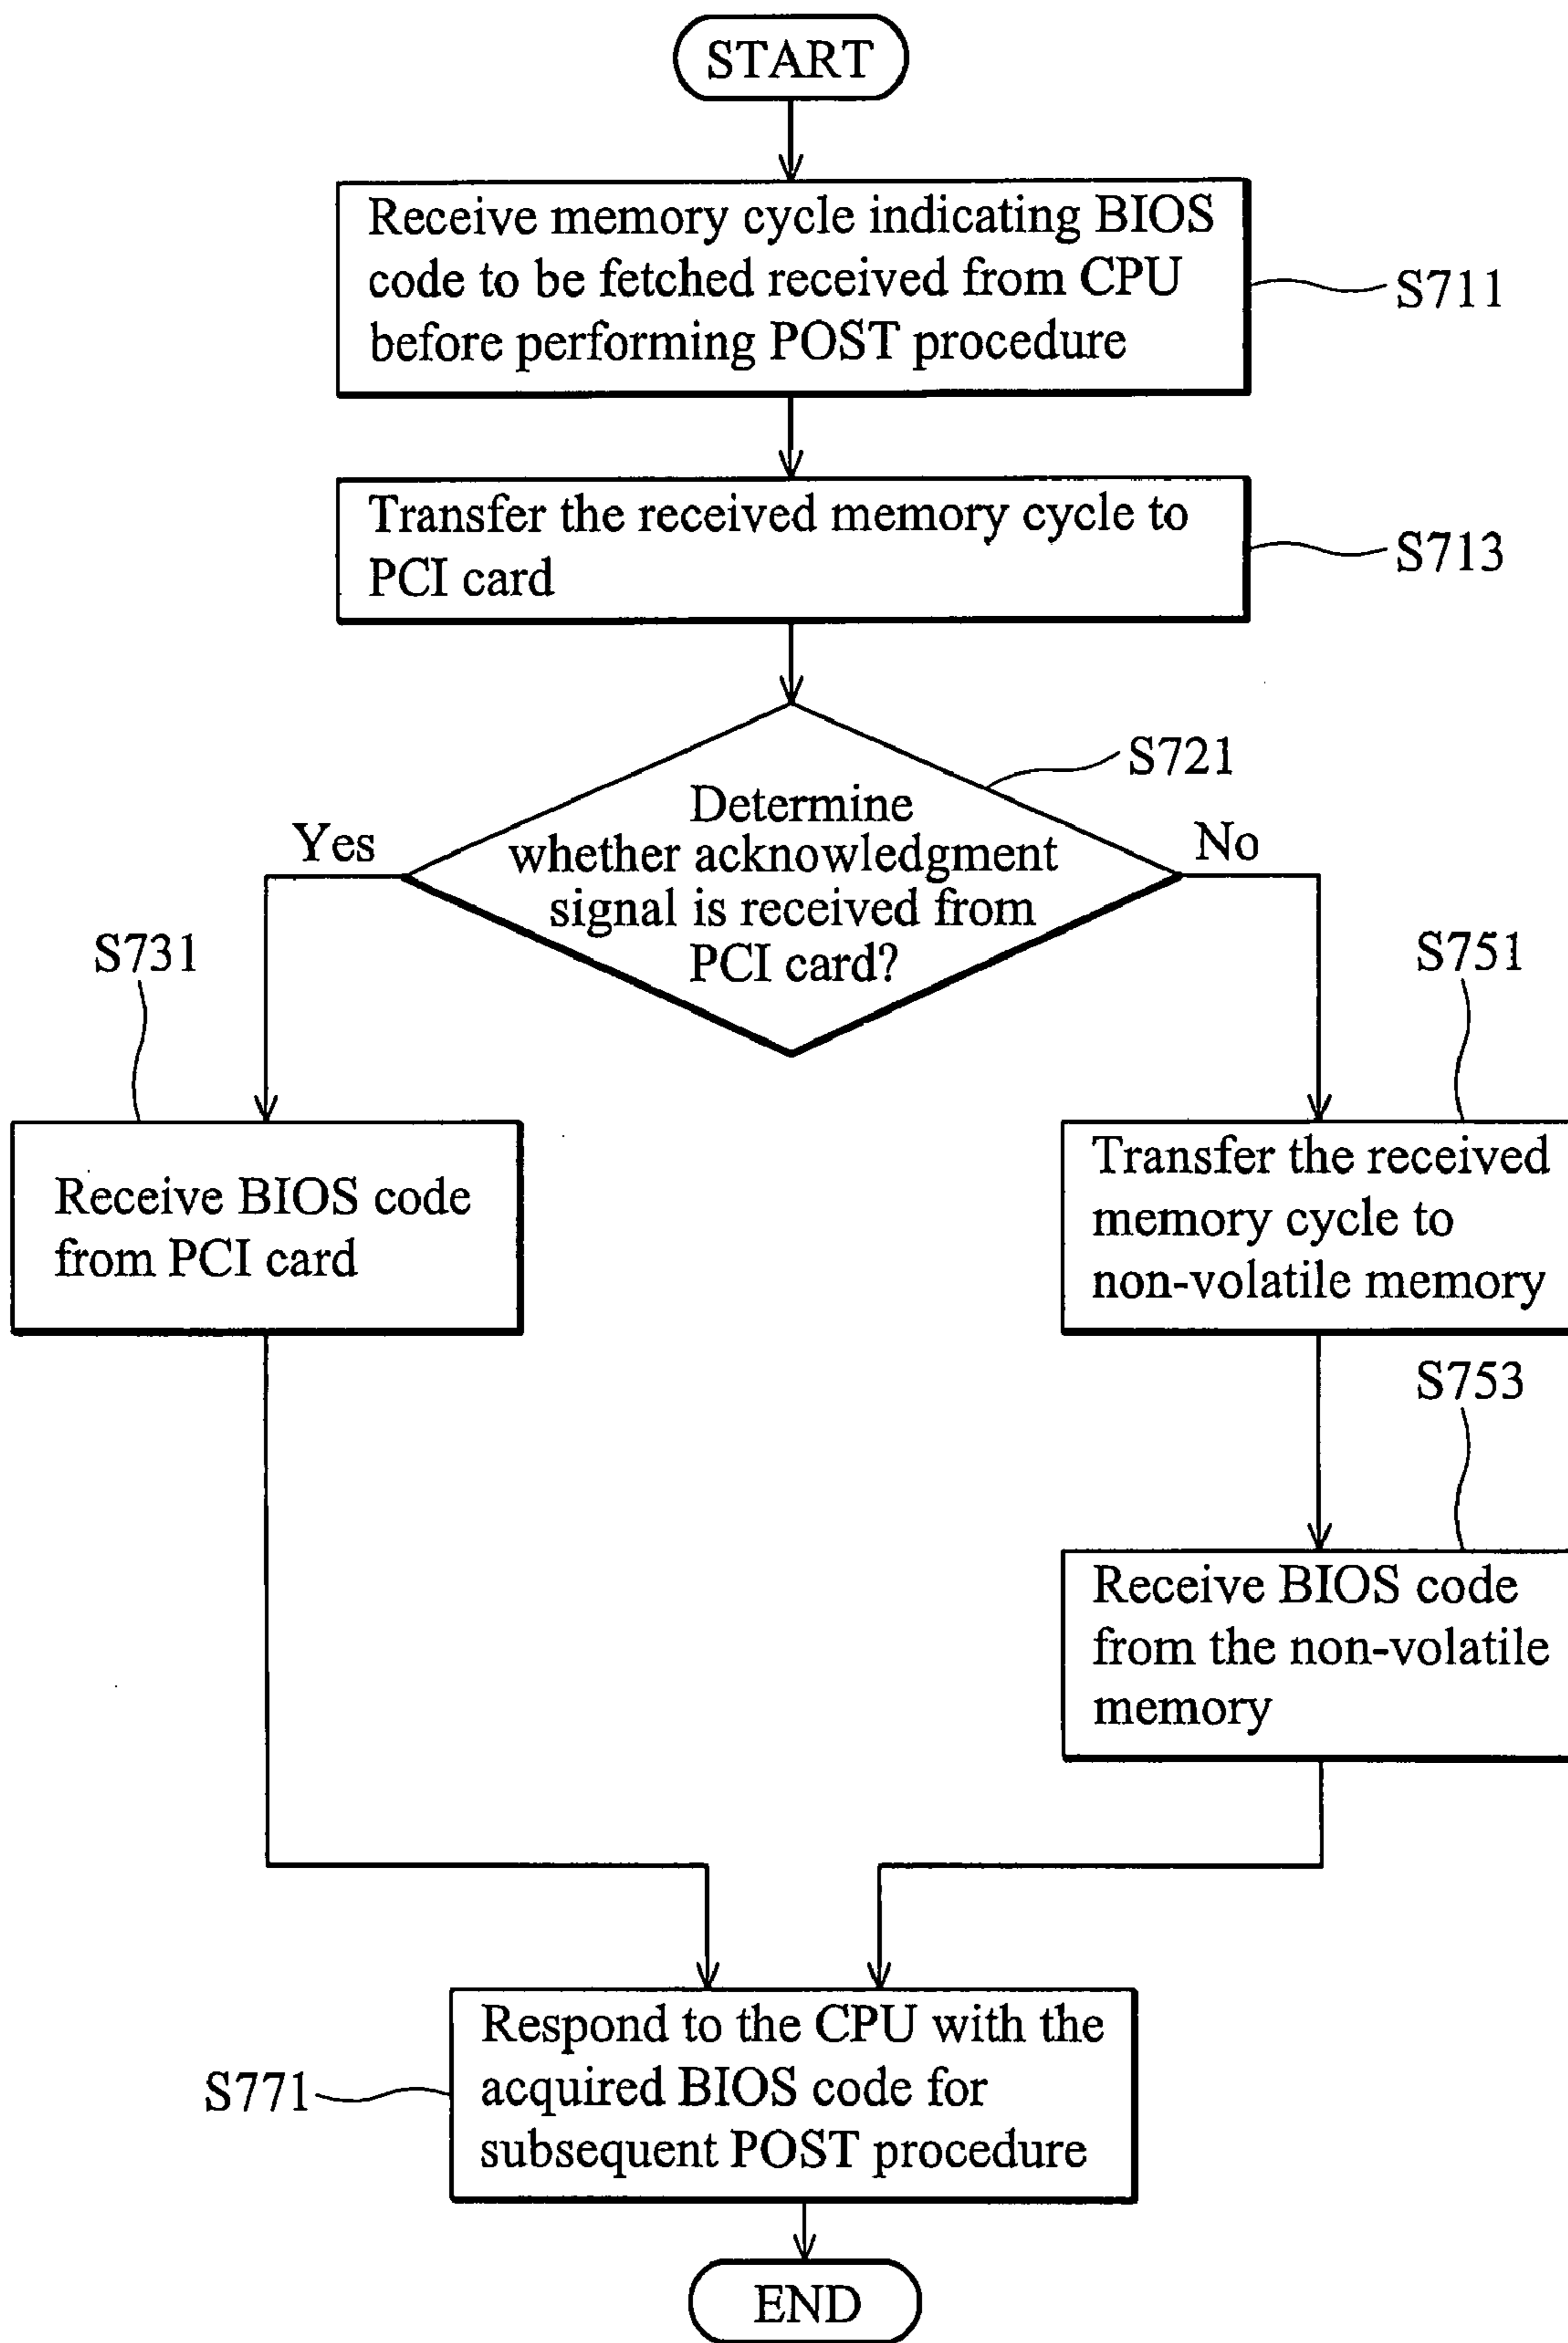 START
Receive memory cycle indicating BIOS
code to be fetched received from CPU
before performing POST procedure
S711
Transfer the received memory cycle to
PCI card
S713
S721
Determine
whether acknowledgment
signal is received from
PCI card?
Yes
No
S731
Receive BIOS code
from PCI card
S751
Transfer the received
memory cycle to
non-volatile memory
S753
Receive BIOS code
from the non-volatile
memory
S771
Respond to the CPU with the
acquired BIOS code for
subsequent POST procedure
END